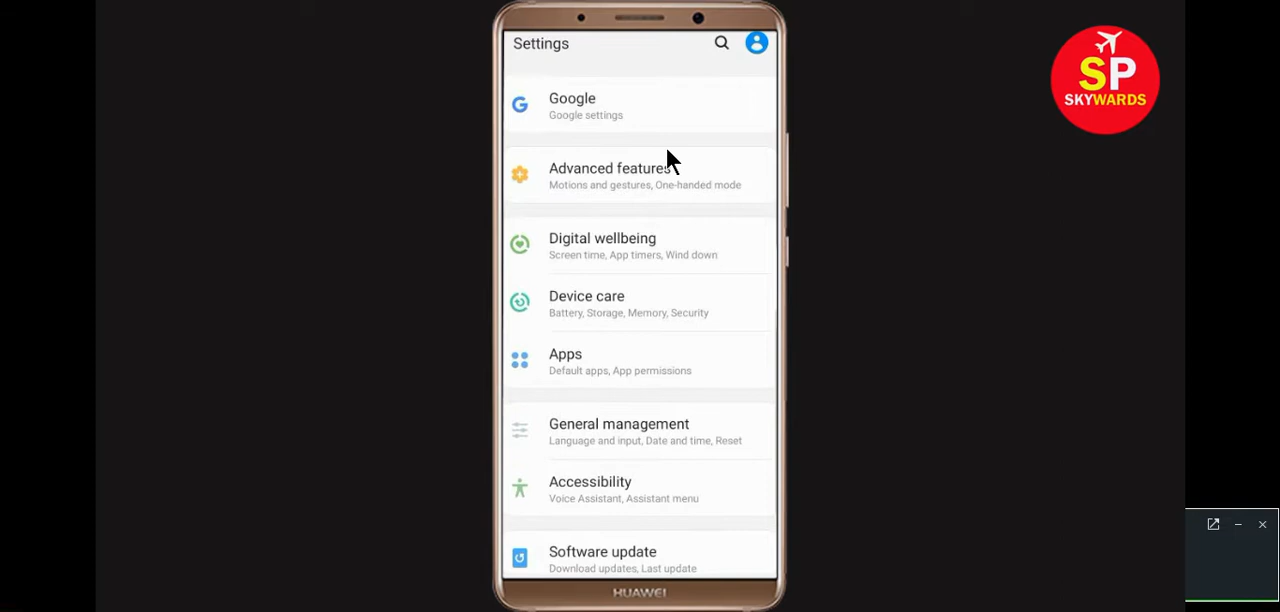 Settings
Google
Google settings
Advanced features
Motions and gestures, One-handed mode
Digital wellbeing
Screen time, App timers, Wind down
Device care
Battery, Storage, Memory, Security
Apps
Default apps, App permissions
General management
Language and input, Date and time, Reset
Accessibility
Voice Assistant, Assistant menu
Software update
Download updates, Last update
HUAWEI
SP
SKYWARDS